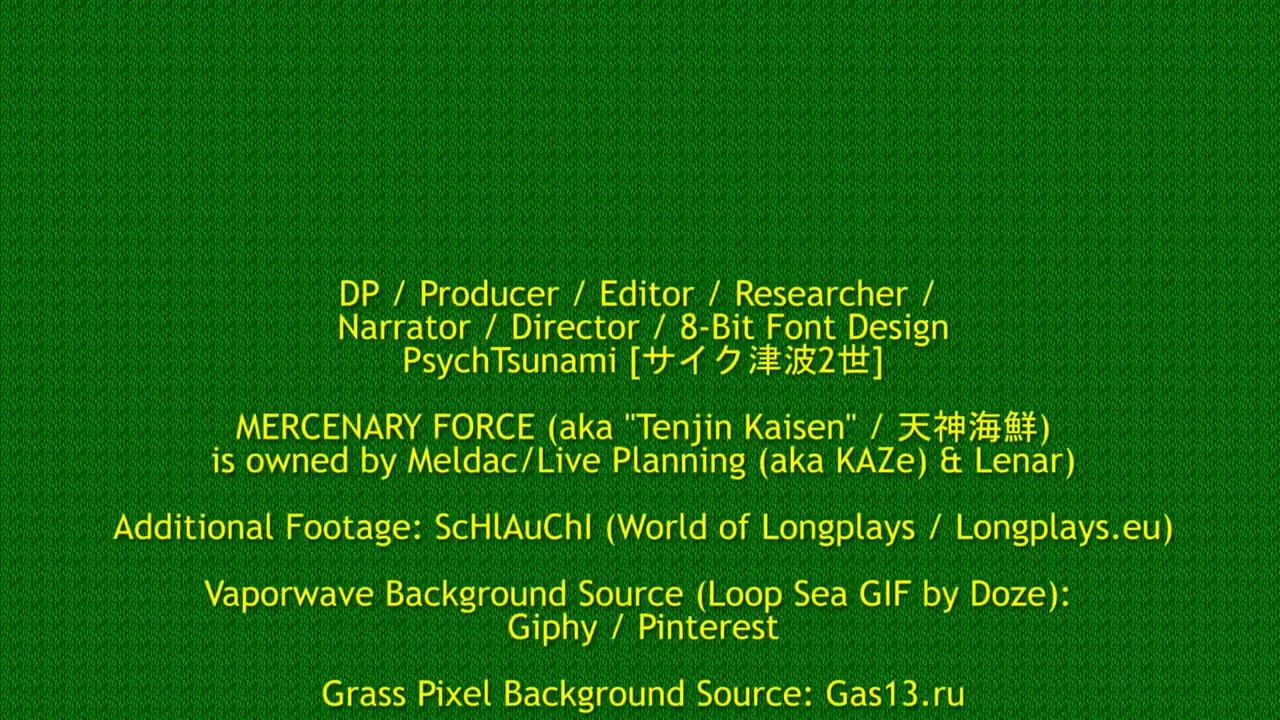 DP / Producer / Editor / Researcher /
Narrator / Director / 8-Bit Font Design
PsychTsunami [サイク津波2世]
MERCENARY FORCE (aka "Tenjin Kaisen" / 天神海鮮)
is owned by Meldac/Live Planning (aka KAZe) & Lenar)
Additional Footage: ScHlAuChI (World of Longplays / Longplays.eu)
Vaporwave Background Source (Loop Sea GIF by Doze):
Giphy / Pinterest
Grass Pixel Background Source: Gas13.ru